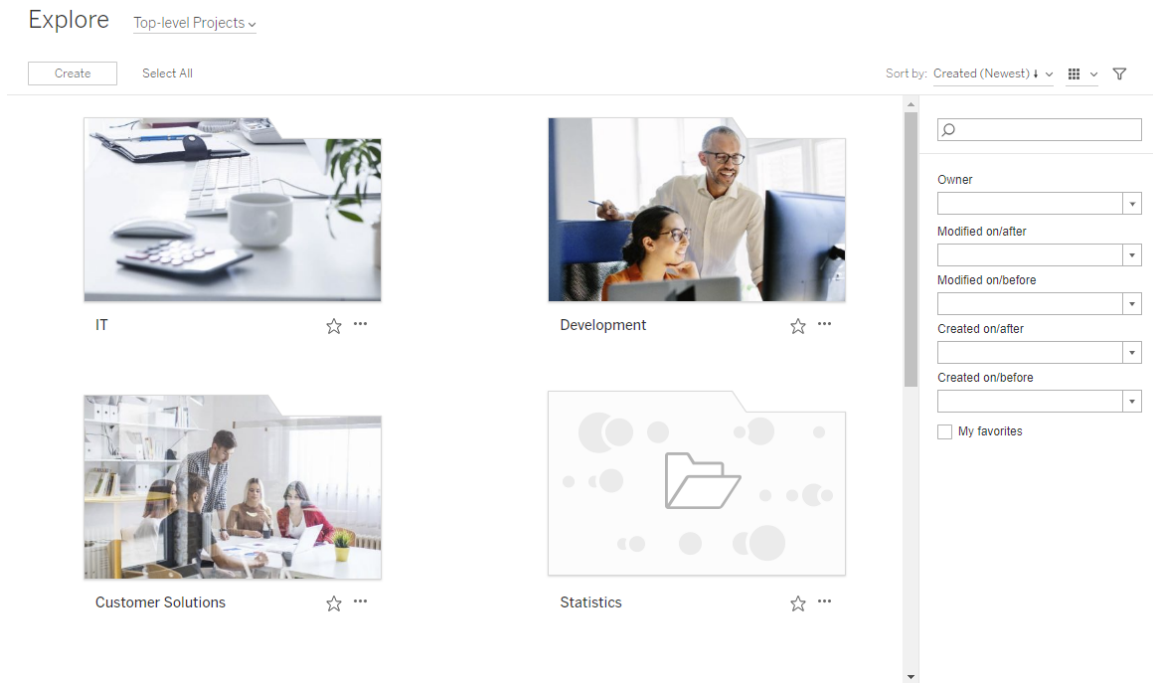 Explore Top-level Projects
Create Select All Sort by: Created (Newest)
IT
Development
Customer Solutions
Statistics
Owner
Modified on/after
Modified on/before
Created on/after
Created on/before
My favorites